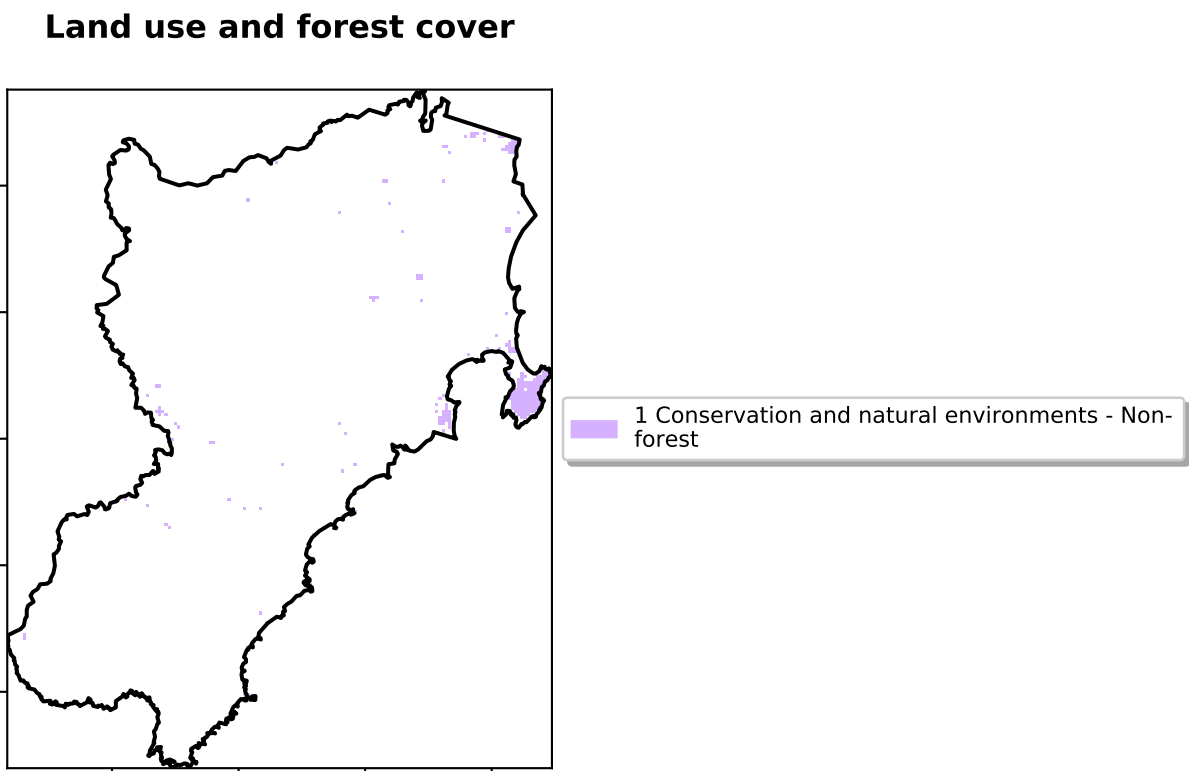 Land use and forest cover
1 Conservation and natural environments - Non-
forest